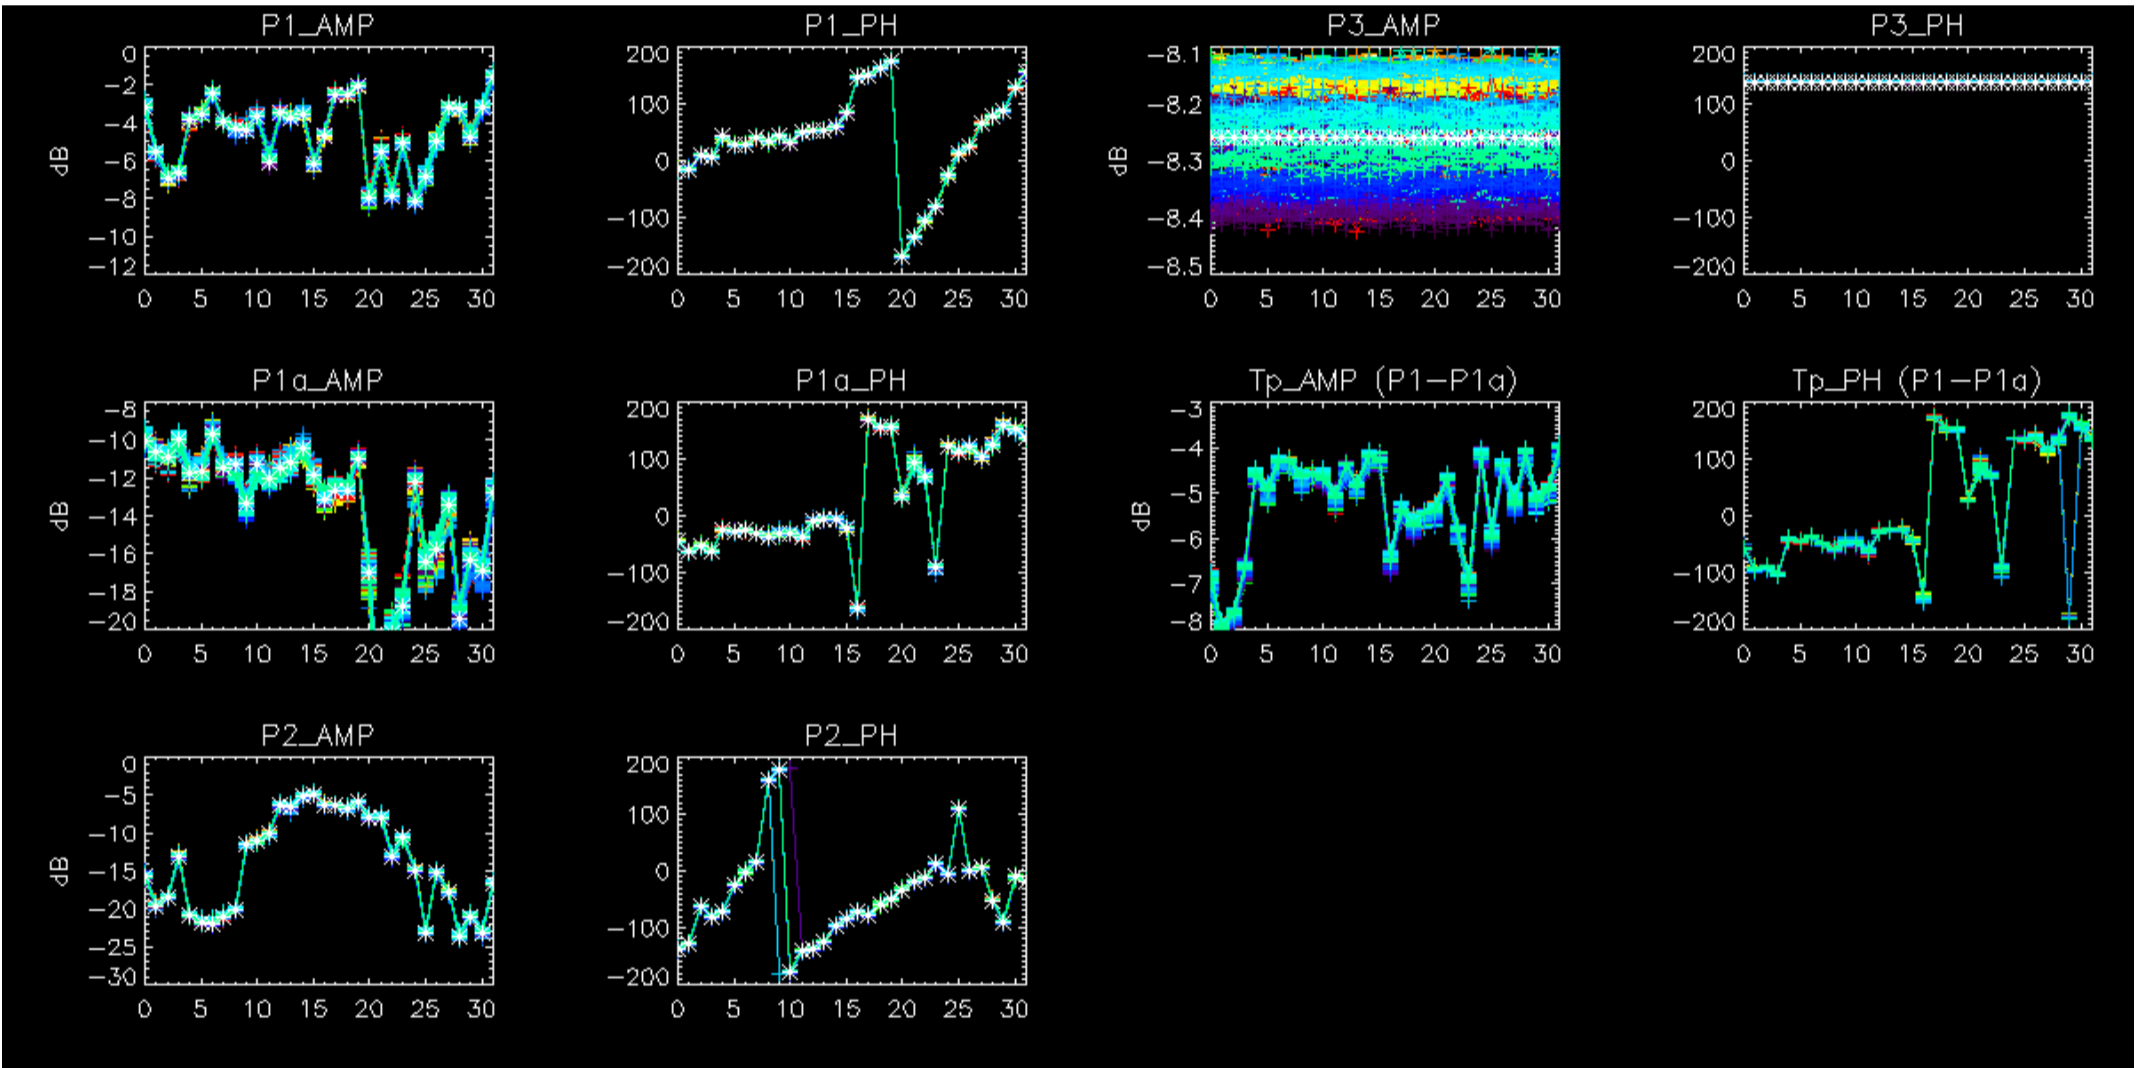 P1_AMP
dB
0
−2
−4
−6
−8
−10
−12
0 5 10 15 20 25 30
P1_PH
200
100
0
−100
−200
0 5 10 15 20 25 30
P3_AMP
dB
−8.1
−8.2
−8.3
−8.4
−8.5
0 5 10 15 20 25 30
P3_PH
200
100
0
−100
−200
0 5 10 15 20 25 30
P1a_AMP
dB
−8
−10
−12
−14
−16
−18
−20
0 5 10 15 20 25 30
P1a_PH
200
100
0
−100
−200
0 5 10 15 20 25 30
Tp_AMP (P1−P1a)
dB
−3
−4
−5
−6
−7
−8
0 5 10 15 20 25 30
Tp_PH (P1−P1a)
200
100
0
−100
−200
0 5 10 15 20 25 30
P2_AMP
dB
0
−5
−10
−15
−20
−25
−30
0 5 10 15 20 25 30
P2_PH
200
100
0
−100
−200
0 5 10 15 20 25 30